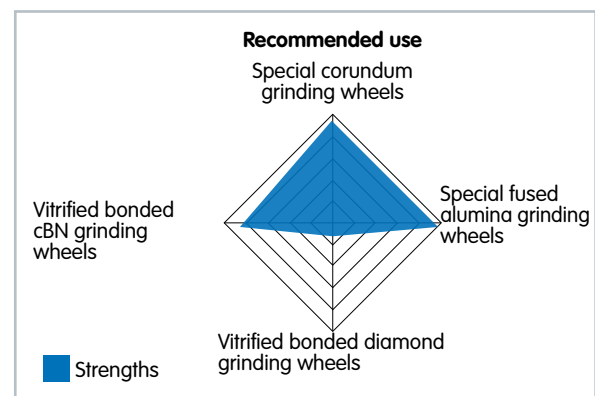 Recommended use
Special corundum
grinding wheels
Vitrified bonded
cBN grinding
wheels
Special fused
alumina grinding
wheels
Vitrified bonded diamond
grinding wheels
Strengths